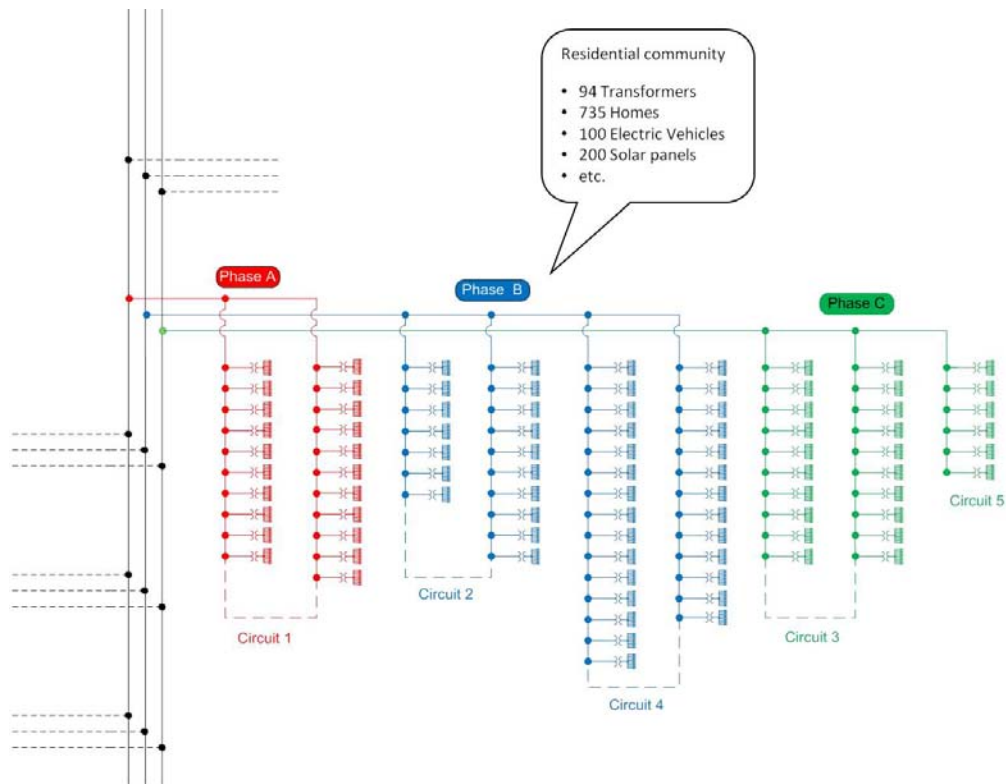 Residential community
• 94 Transformers
• 735 Homes
• 100 Electric Vehicles
• 200 Solar panels
• etc.
Phase A
Phase B
Phase C
Circuit 1
Circuit 2
Circuit 4
Circuit 3
Circuit 5